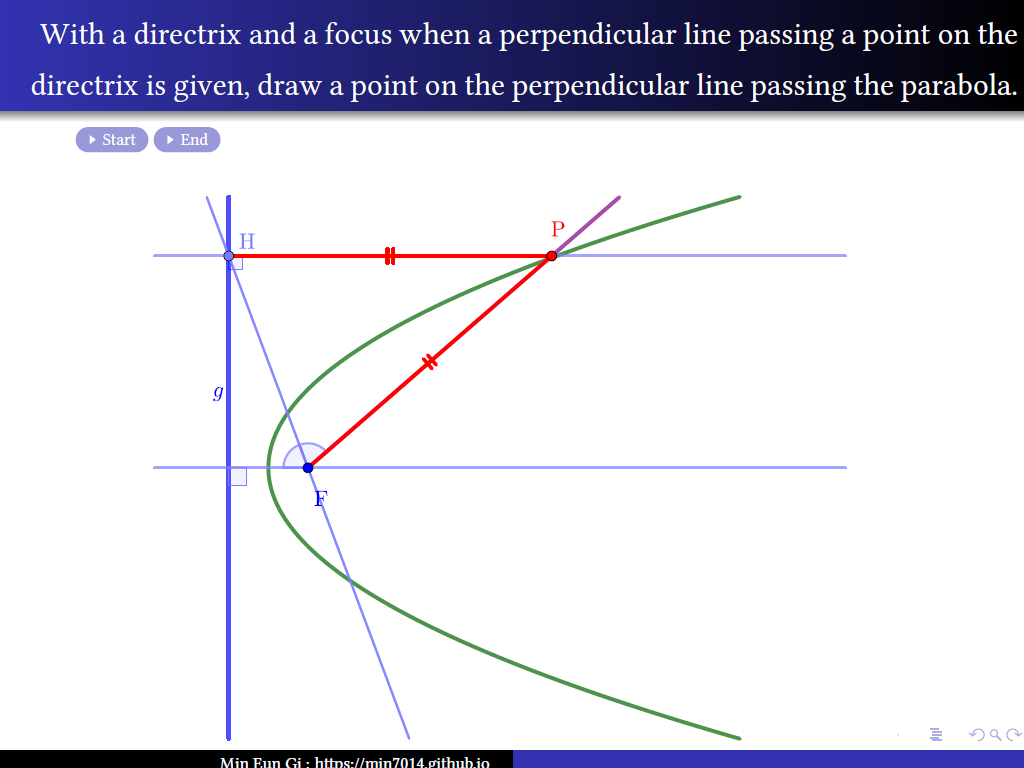 With a directrix and a focus when a perpendicular line passing a point on the
directrix is given, draw a point on the perpendicular line passing the parabola.
Start End
P
H
g
F
Min Eun Gi : https://min7014.github.io